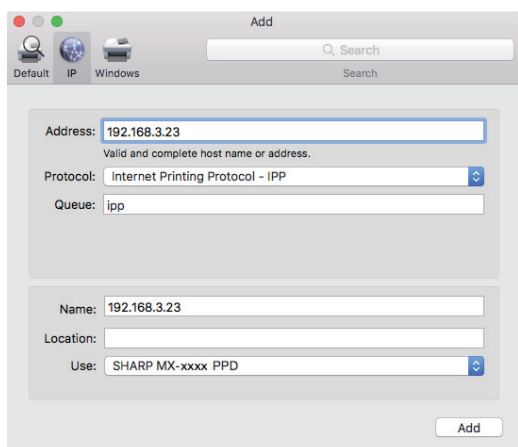 Add
Search
Default IP Windows Search
Address: 192.168.3.23
Valid and complete host name or address.
Protocol: Internet Printing Protocol - IPP
Queue: ipp
Name: 192.168.3.23
Location:
Use: SHARP MX-xxxx PPD
Add